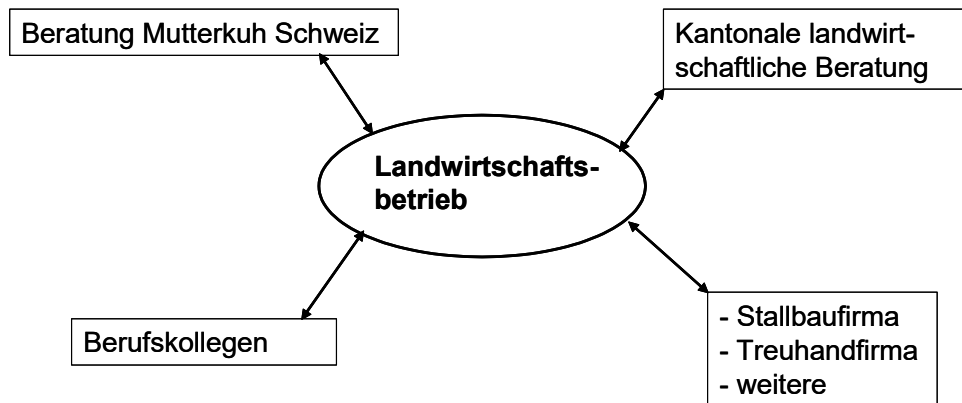 Beratung Mutterkuh Schweiz
Kantonale landwirt-
schaftliche Beratung
Landwirtschafts-
betrieb
Berufskollegen
- Stallbaufirma
- Treuhandfirma
- weitere